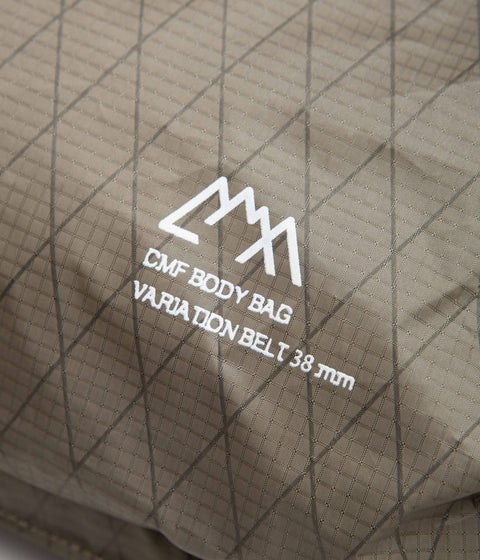 CMF BODY BAG
VARIATION BELT 38 mm